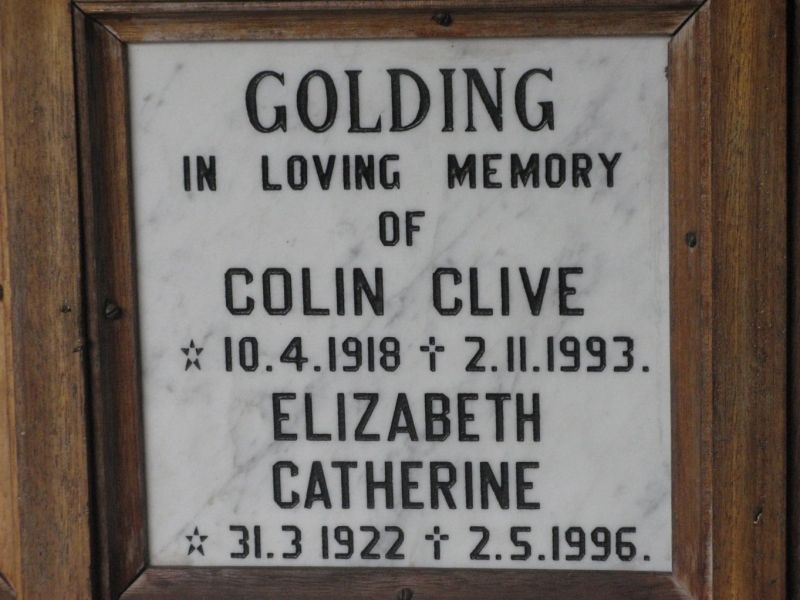 GOLDING
IN LOVING MEMORY
OF
COLIN CLIVE
☆ 10.4.1918 ✝ 2.11.1993.
ELIZABETH
CATHERINE
☆ 31.3 1922 ✝ 2.5.1996.